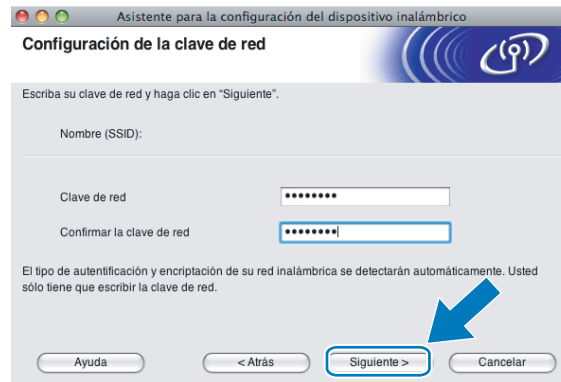 Asistente para la configuración del dispositivo inalámbrico
Configuración de la clave de red
Escriba su clave de red y haga clic en “Siguiente”.
Nombre (SSID):
Clave de red ••••••••
Confirmar la clave de red ••••••••
El tipo de autentificación y encriptación de su red inalámbrica se detectarán automáticamente. Usted
sólo tiene que escribir la clave de red.
Ayuda < Atrás Siguiente > Cancelar